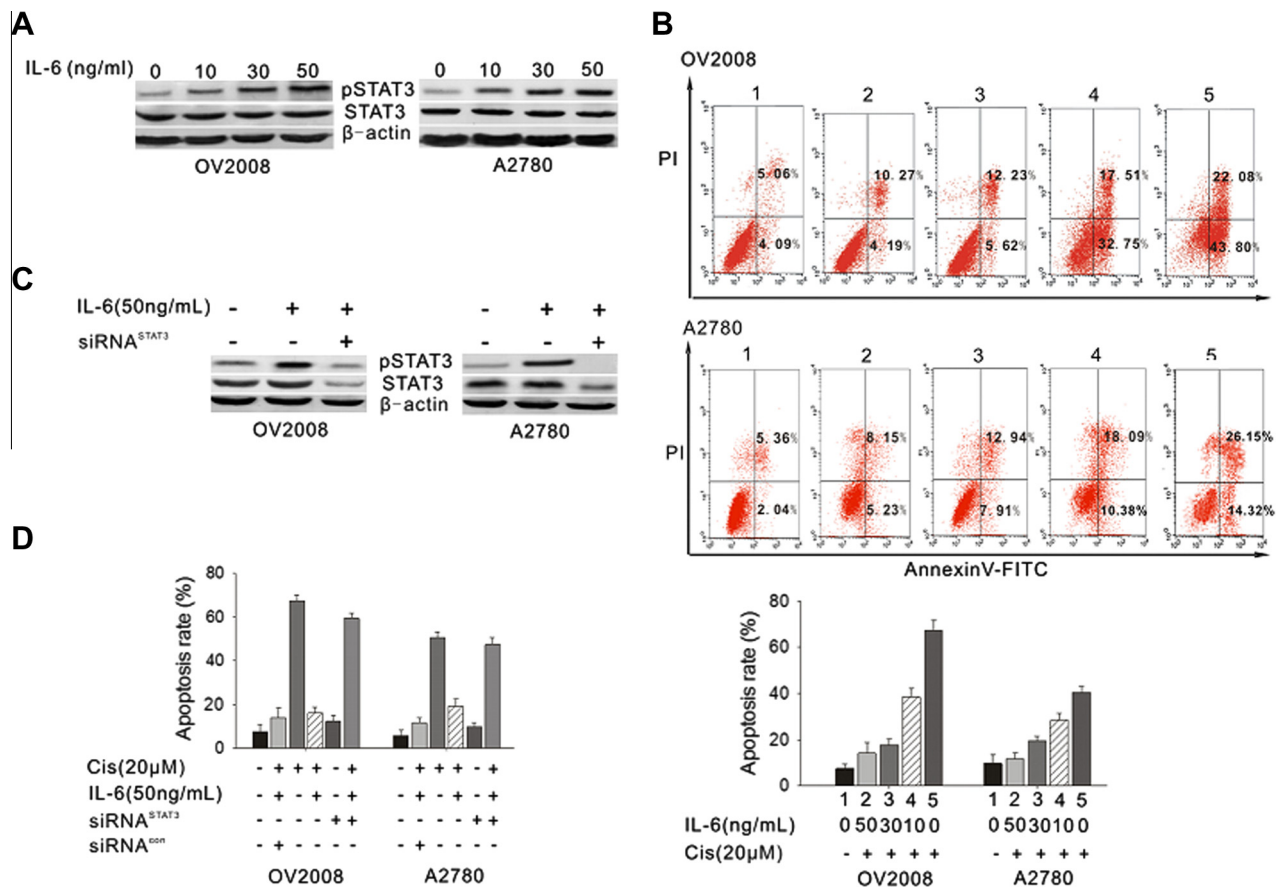 A
IL-6 (ng/ml)
0 10 30 50
0 10 30 50
pSTAT3
STAT3
β-actin
OV2008
A2780
B
OV2008
PI
1 2 3 4 5
5.06% 10.27% 12.23% 17.51% 22.08%
4.09% 4.19% 5.62% 32.75% 43.80%
A2780
PI
1 2 3 4 5
5.36% 8.15% 12.94% 18.09% 26.15%
2.04% 5.23% 7.91% 10.38% 14.32%
AnnexinV-FITC
Apoptosis rate (%)
80
60
40
20
0
1 2 3 4 5 1 2 3 4 5
IL-6(ng/mL) 0 50 30 10 0 0 50 30 10 0
Cis(20μM) - + + + + - + + + +
OV2008 A2780
C
IL-6(50ng/mL) - + + - + +
siRNA^STAT3 - - + - - +
pSTAT3
STAT3
β-actin
OV2008
A2780
D
Apoptosis rate (%)
80
60
40
20
0
Cis(20μM) - + + + - + - + + + - +
IL-6(50ng/mL) - + - + - + - + - + - +
siRNA^STAT3 - - - - + + - - - - + +
siRNA - + - - - - - + - - - -
OV2008 A2780